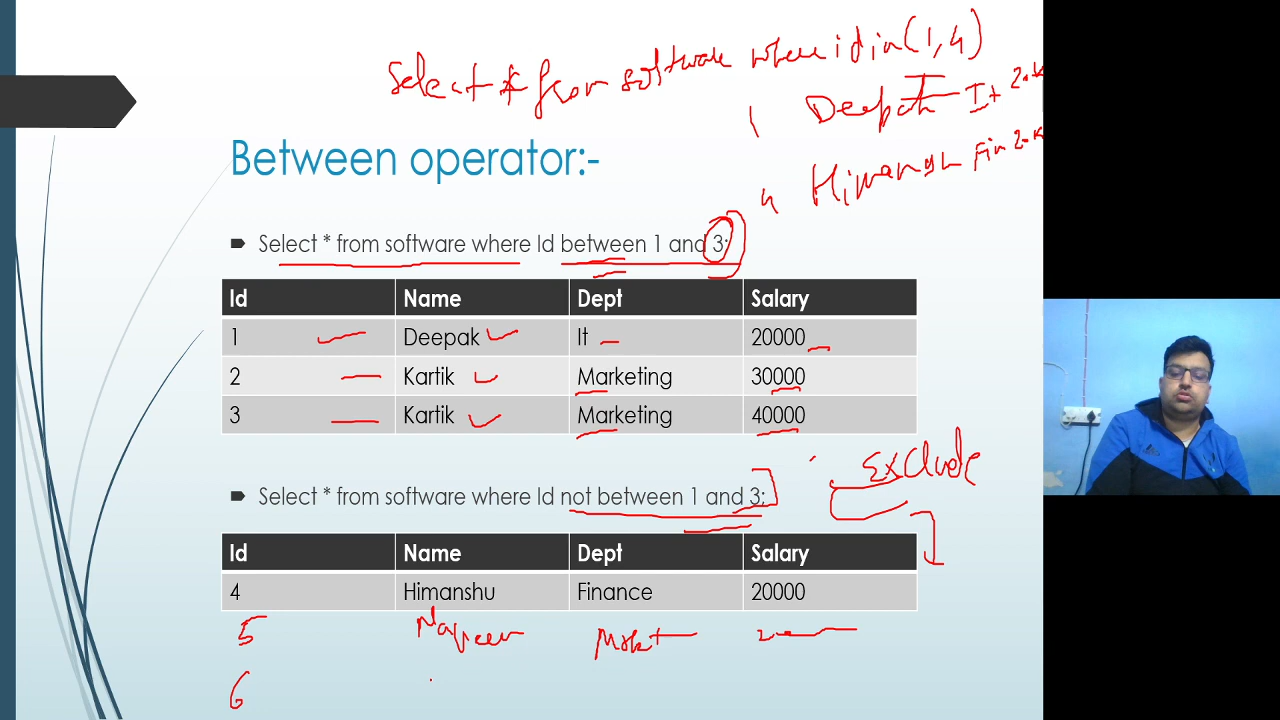 Select * from software where id in (1,4)
1 Deepak It 20k
Between operator:-
4 Himansh Fin 20k
Select * from software where Id between 1 and 3;
Id Name Dept Salary
1 Deepak It 20000
2 Kartik Marketing 30000
3 Kartik Marketing 40000
Exclude
Select * from software where Id not between 1 and 3;
Id Name Dept Salary
4 Himanshu Finance 20000
5
6